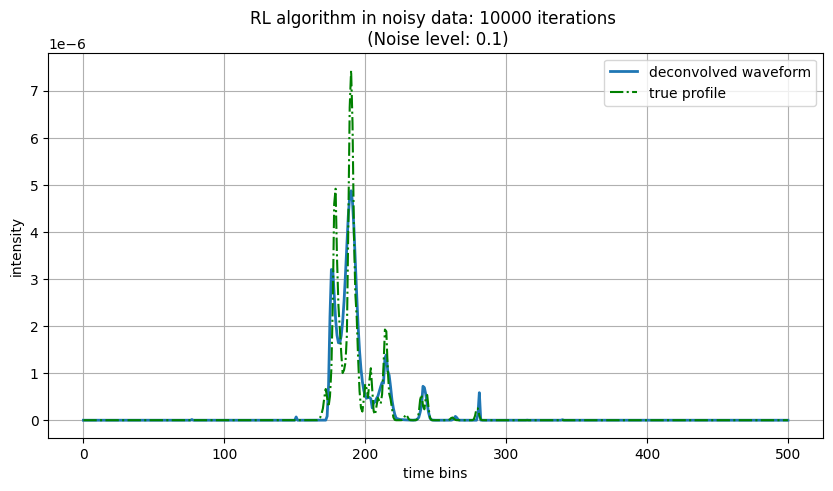 RL algorithm in noisy data: 10000 iterations
(Noise level: 0.1)
1e−6
deconvolved waveform
true profile
7
6
5
4
3
2
1
0
intensity
0
100
200
300
400
500
time bins